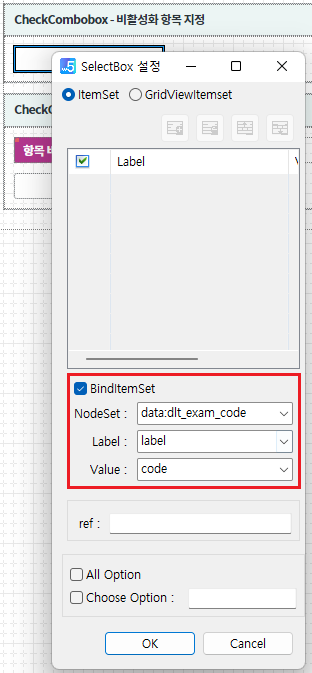 CheckCombobox - 비활성화 항목 지정
CheckC
항목 비
w5 SelectBox 설정
ItemSet GridViewItemset
Label
BindItemSet
NodeSet : data:dlt_exam_code
Label : label
Value : code
ref :
All Option
Choose Option :
OK Cancel